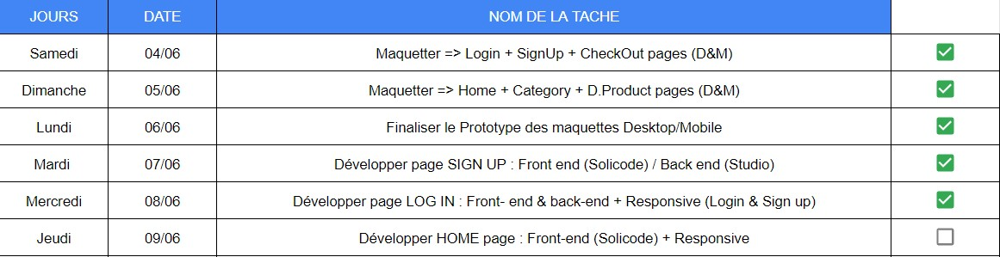 JOURS DATE NOM DE LA TACHE
Samedi 04/06 Maquetter => Login + SignUp + CheckOut pages (D&M)
Dimanche 05/06 Maquetter => Home + Category + D.Product pages (D&M)
Lundi 06/06 Finaliser le Prototype des maquettes Desktop/Mobile
Mardi 07/06 Développer page SIGN UP : Front end (Solicode) / Back end (Studio)
Mercredi 08/06 Développer page LOG IN : Front- end & back-end + Responsive (Login & Sign up)
Jeudi 09/06 Développer HOME page : Front-end (Solicode) + Responsive